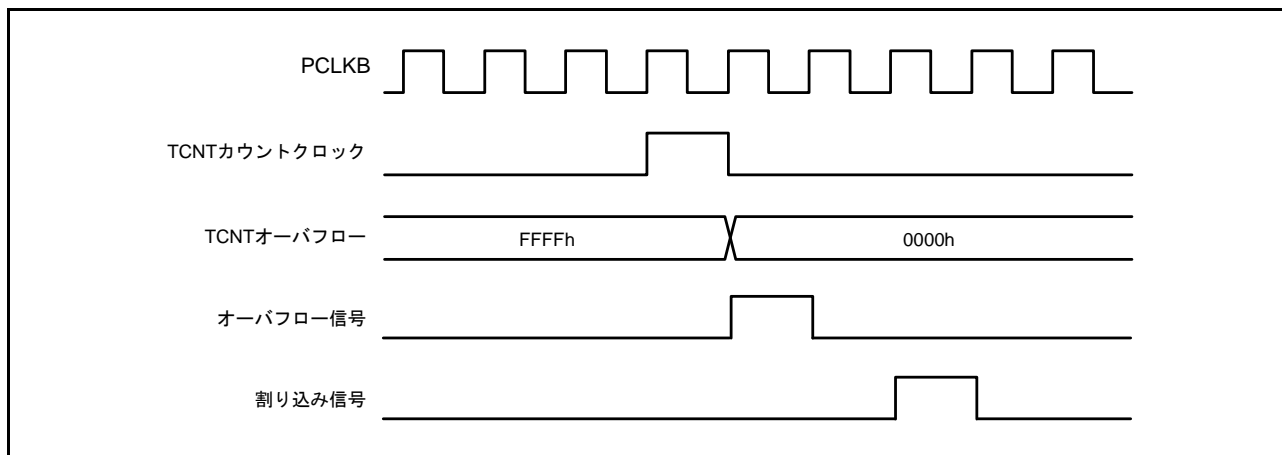 PCLKB
TCNTカウントクロック
TCNTオーバフロー
FFFFh
0000h
オーバフロー信号
割り込み信号